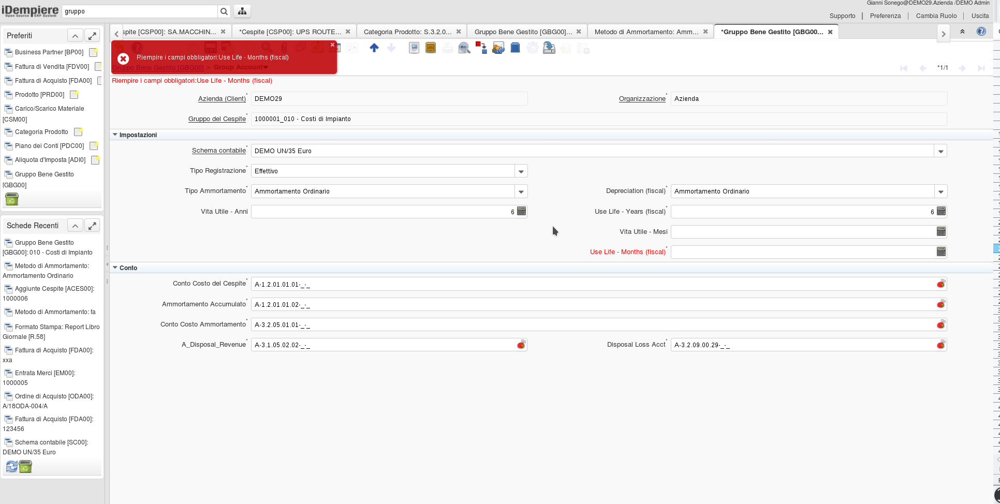 Gianni Sonego@DEMO29.Azienda /DEMO Admin
iDempiere
Open Source ERP System
gruppo
Supporto | Preferenza | Cambia Ruolo | Uscita
Preferiti
Business Partner [BP00]
Fattura di Vendita [FDV00]
Fattura di Acquisto [FDA00]
Prodotto [PRD00]
Carico/Scarico Materiale
[CSM00]
Categoria Prodotto
Piano dei Conti [PDC00]
Aliquota d'Imposta [ADI0]
Gruppo Bene Gestito
[GBG00]
Schede Recenti
Gruppo Bene Gestito
[GBG00]: 010 - Costi di Impianto
Metodo di Ammortamento:
Ammortamento Ordinario
Aggiunte Cespite [ACES00]:
1000006
Metodo di Ammortamento: fa
Formato Stampa: Report Libro
Giornale [R.58]
Fattura di Acquisto [FDA00]:
xxa
Entrata Merci [EM00]:
1000005
Ordine di Acquisto [ODA00]:
A/18ODA-004/A
Fattura di Acquisto [FDA00]:
123456
Schema contabile [SC00]:
DEMO UN/35 Euro
spite [CSP00]: SA.MACCHIN...
*Cespite [CSP00]: UPS ROUTE...
Categoria Prodotto: S.3.2.0...
Gruppo Bene Gestito [GBG00]...
Metodo di Ammortamento: Amm...
*Gruppo Bene Gestito [GBG00...
Riempire i campi obbligatori:Use Life - Months (fiscal)
Gruppo Bene Gestito [GBG00] > Group Account
*1/1
Riempire i campi obbligatori:Use Life - Months (fiscal)
Azienda (Client)* DEMO29
Organizzazione* Azienda
Gruppo del Cespite* 1000001_010 - Costi di Impianto
Impostazioni
Schema contabile* DEMO UN/35 Euro
Tipo Registrazione* Effettivo
Tipo Ammortamento* Ammortamento Ordinario
Depreciation (fiscal)* Ammortamento Ordinario
Vita Utile - Anni 6
Use Life - Years (fiscal)* 6
Vita Utile - Mesi
Use Life - Months (fiscal)*
Conto
Conto Costo del Cespite* A-1.2.01.01.01-_-_
Ammortamento Accumulato* A-1.2.01.01.02-_-_
Conto Costo Ammortamento* A-3.2.05.01.01-_-_
A_Disposal_Revenue* A-3.1.05.02.02-_-_
Disposal Loss Acct* A-3.2.09.00.29-_-_